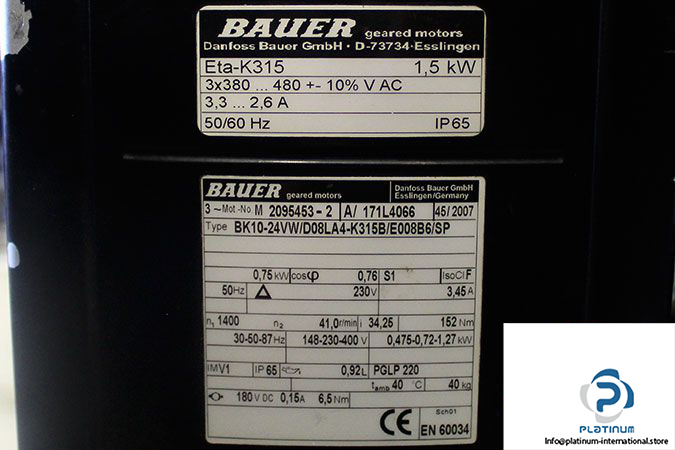 BAUER geared motors
Danfoss Bauer GmbH · D-73734·Esslingen
Eta-K315 1,5 kW
3x380 ... 480 +- 10% V AC
3,3 ... 2,6 A
50/60 Hz IP65
BAUER geared motors Danfoss Bauer GmbH
Esslingen/Germany
3~Mot.-No M 2095453-2 A/ 171L4066 45/2007
Type BK10-24VW/D08LA4-K315B/E008B6/SP
0,75 kW cosφ 0,76 S1 IsoCl F
50Hz Δ 230V 3,45A
n₁ 1400 n₂ 41,0 r/min i 34,25 152 Nm
30-50-87 Hz 148-230-400 V 0,475-0,72-1,27 kW
IM V1 IP 65 0,92 L PGLP 220
tamb 40 °C 40 kg
180 V DC 0,15A 6,5 Nm
Sch01
CE EN 60034
PLATINUM
Info@platinum-international.store